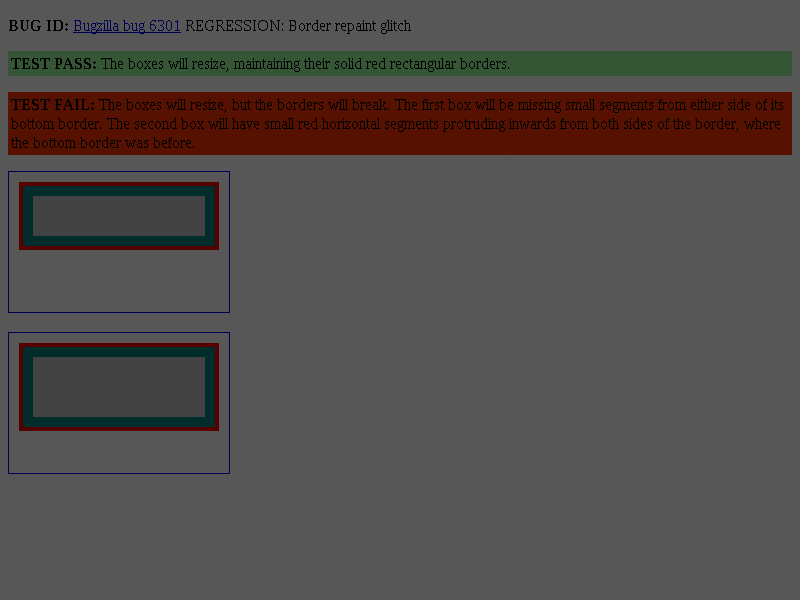 BUG ID: Bugzilla bug 6301 REGRESSION: Border repaint glitch
TEST PASS: The boxes will resize, maintaining their solid red rectangular borders.
TEST FAIL: The boxes will resize, but the borders will break. The first box will be missing small segments from either side of its
bottom border. The second box will have small red horizontal segments protruding inwards from both sides of the border, where
the bottom border was before.